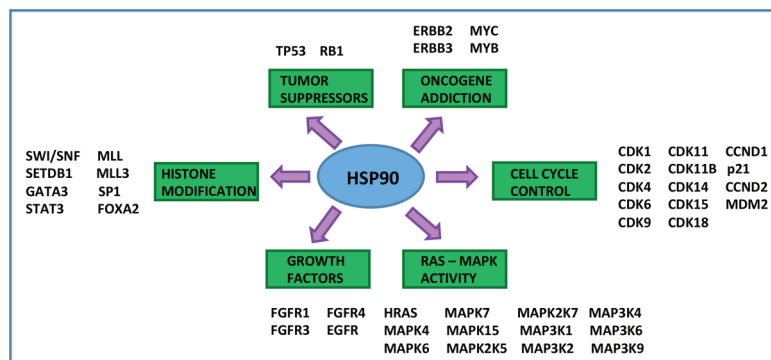 TP53 RB1
TUMOR
SUPPRESSORS
ERBB2 MYC
ERBB3 MYB
ONCOGENE
ADDICTION
SWI/SNF MLL
SETDB1 MLL3
GATA3 SP1
STAT3 FOXA2
HISTONE
MODIFICATION
HSP90
CELL CYCLE
CONTROL
CDK1 CDK11 CCND1
CDK2 CDK11B p21
CDK4 CDK14 CCND2
CDK6 CDK15 MDM2
CDK9 CDK18
GROWTH
FACTORS
FGFR1 FGFR4
FGFR3 EGFR
RAS – MAPK
ACTIVITY
HRAS MAPK7 MAPK2K7 MAP3K4
MAPK4 MAPK15 MAP3K1 MAP3K6
MAPK6 MAPK2K5 MAP3K2 MAP3K9